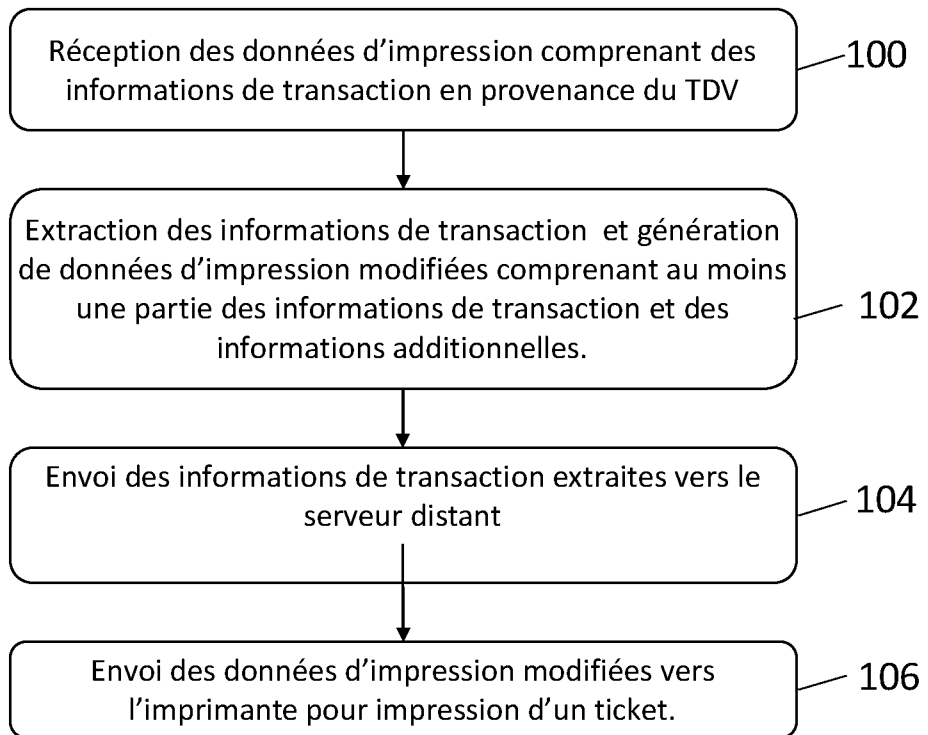 Réception des données d'impression comprenant des
informations de transaction en provenance du TDV
100
Extraction des informations de transaction et génération
de données d'impression modifiées comprenant au moins
une partie des informations de transaction et des
informations additionnelles.
102
Envoi des informations de transaction extraites vers le
serveur distant
104
Envoi des données d'impression modifiées vers
l'imprimante pour impression d'un ticket.
106